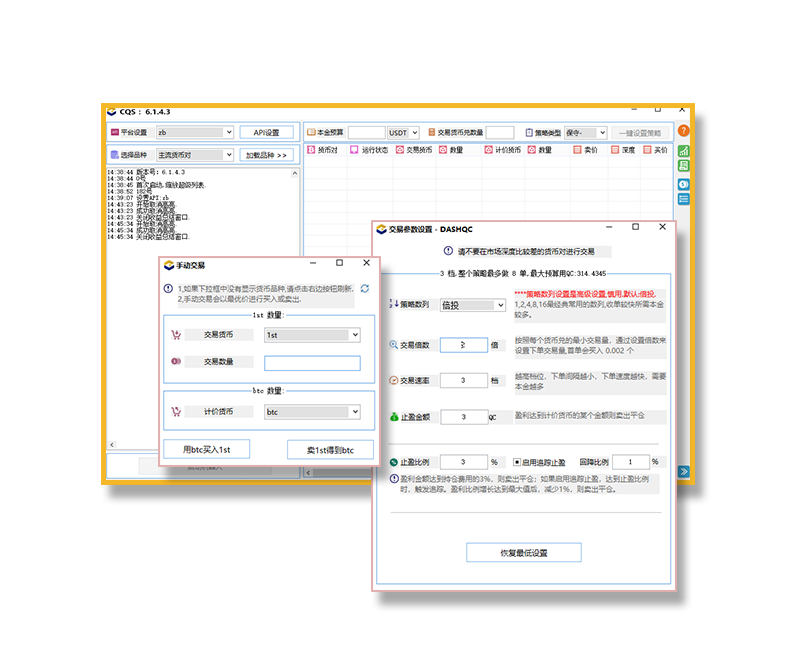 CQS : 6.1.4.3
平台设置 zb API设置 本金预算 USDT 交易货币兑数量 策略类型 保守- 一键设置策略
选择品种 主流货币对 加载品种 >> 货币对 运行状态 交易货币 数量 计价货币 数量 卖价 深度 买价
14:38:44 版本号: 6.1.4.3
14:38:44 0号
14:38:45 首次启动,缩放超级列表.
14:38:52 182号
14:39:07 设置API:zb
14:43:23 开始取消高亮.
14:43:23 成功取消高亮.
14:43:23 关闭收益总结窗口.
14:45:34 开始取消高亮.
14:45:34 成功取消高亮.
14:45:34 关闭收益总结窗口.
手动交易
1,如果下拉框中没有显示货币品种,请点击右边按钮刷新.
2,手动交易会以最优价进行买入或卖出.
1st 数量:
交易货币 1st
交易数量
btc 数量:
计价货币 btc
用btc买入1st 卖1st得到btc
交易参数设置 - DASHQC
请不要在市场深度比较差的货币对进行交易
3 档,整个策略最多做 8 单,最大预算用QC:314.4345
策略数列 倍投 ****策略数列设置是高级设置,慎用,默认:倍投,
1,2,4,8,16最经典常用的数列,收单较快所需本金
较多。
交易倍数 倍 按照每个货币兑的最小交易量，通过设置倍数来
设置下单交易量,首单会买入 0.002 个
交易速率 3 档 越高档位，下单间隔越小，下单速度越快，需要
本金越多
止盈金额 3 QC 盈利达到计价货币的某个金额则卖出平仓
止盈比例 3 % 启用追踪止盈 回降比例 1 %
盈利金额达到持仓费用的3%，则卖出平仓；如果启用追踪止盈，达到止盈比例
时，触发追踪。盈利比例增长达到最大值后，减少1%，则卖出平仓。
恢复最低设置